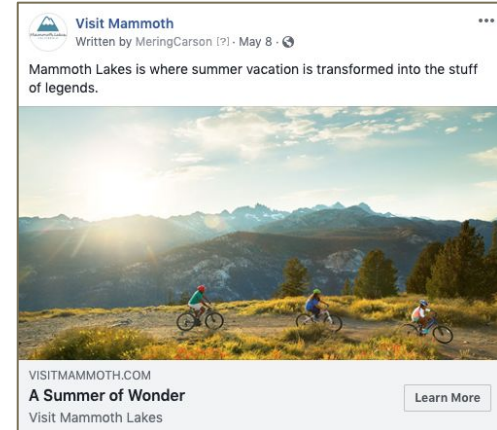 Visit Mammoth
Written by MeringCarson [?] · May 8 ·
Mammoth Lakes is where summer vacation is transformed into the stuff
of legends.
VISITMAMMOTH.COM
A Summer of Wonder
Learn More
Visit Mammoth Lakes